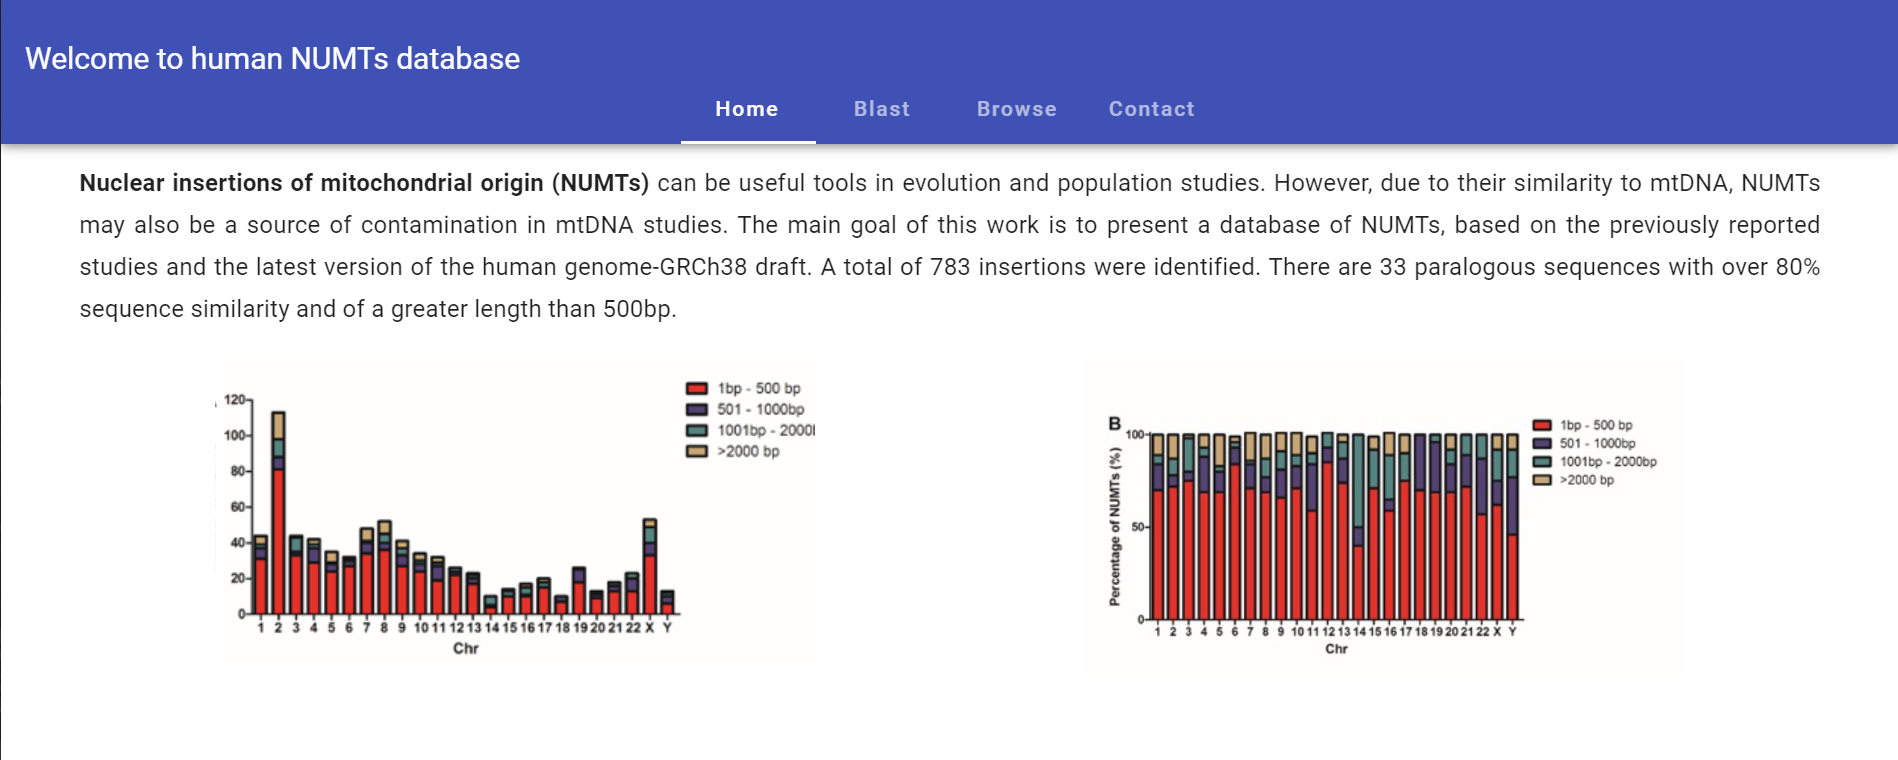 Welcome to human NUMTs database
Home Blast Browse Contact
Nuclear insertions of mitochondrial origin (NUMTs) can be useful tools in evolution and population studies. However, due to their similarity to mtDNA, NUMTs
may also be a source of contamination in mtDNA studies. The main goal of this work is to present a database of NUMTs, based on the previously reported
studies and the latest version of the human genome-GRCh38 draft. A total of 783 insertions were identified. There are 33 paralogous sequences with over 80%
sequence similarity and of a greater length than 500bp.
1bp - 500 bp
501 - 1000bp
1001bp - 2000
>2000 bp
120
100
80
60
40
20
0
1 2 3 4 5 6 7 8 9 10 11 12 13 14 15 16 17 18 19 20 21 22 X Y
Chr
B
1bp - 500 bp
501 - 1000bp
1001bp - 2000bp
>2000 bp
Percentage of NUMTs (%)
100
50
0
1 2 3 4 5 6 7 8 9 10 11 12 13 14 15 16 17 18 19 20 21 22 X Y
Chr